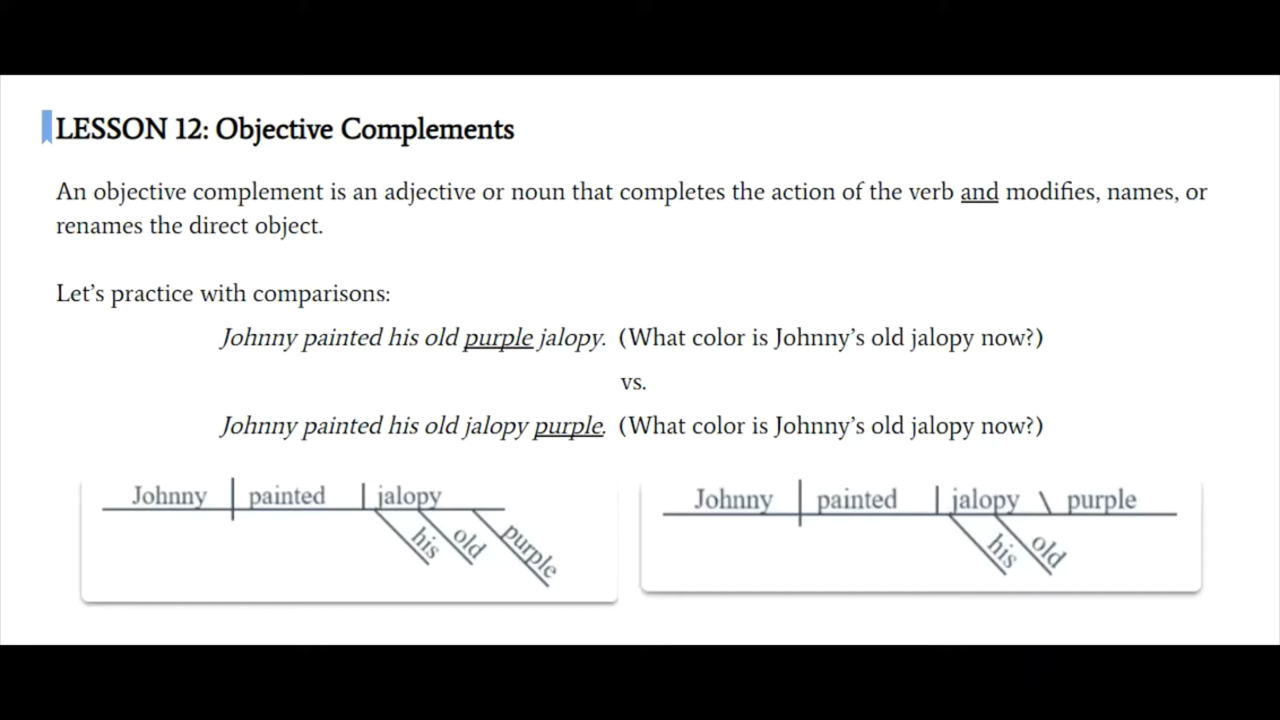 LESSON 12: Objective Complements
An objective complement is an adjective or noun that completes the action of the verb and modifies, names, or
renames the direct object.
Let’s practice with comparisons:
Johnny painted his old purple jalopy. (What color is Johnny’s old jalopy now?)
vs.
Johnny painted his old jalopy purple. (What color is Johnny’s old jalopy now?)
Johnny painted jalopy
his old purple
Johnny painted jalopy \ purple
his old